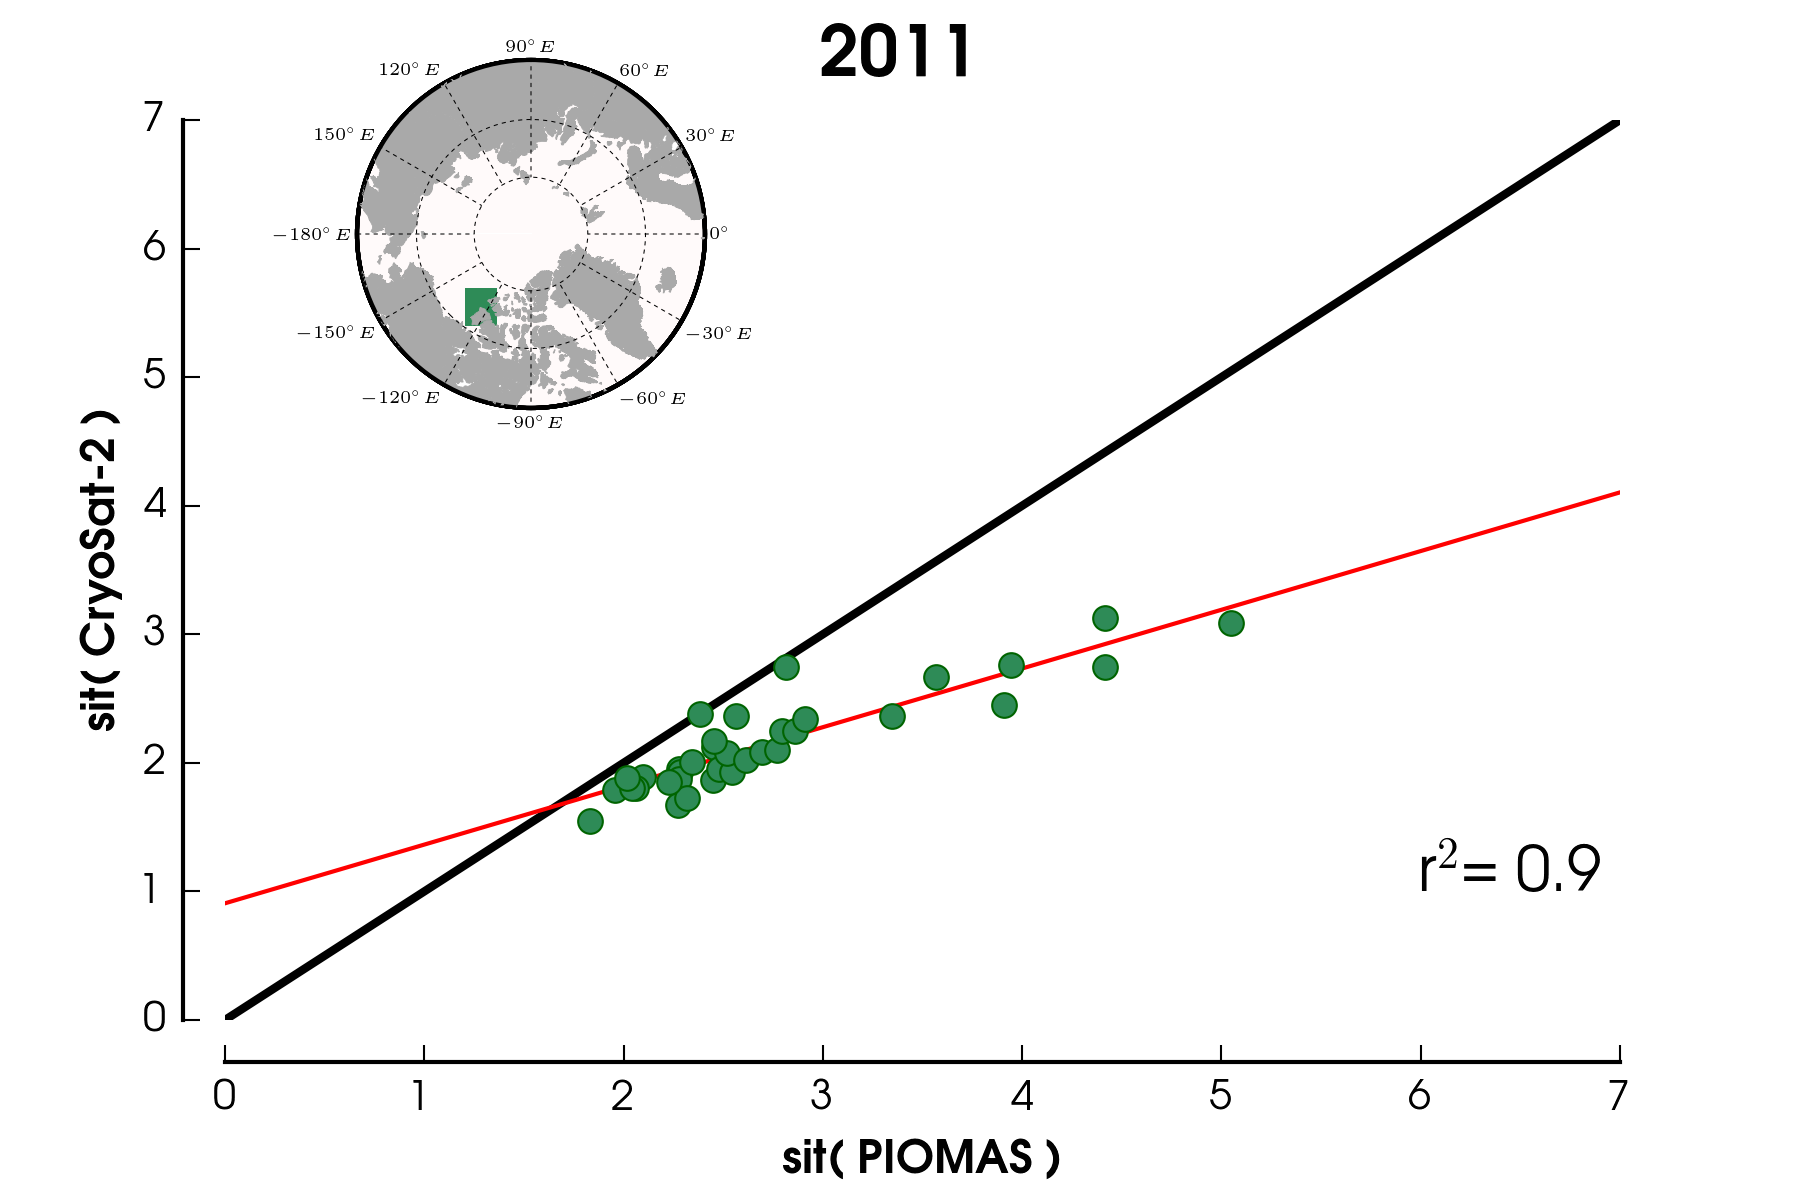 2011
90° E
120° E
60° E
150° E
30° E
−180° E
0°
−150° E
−30° E
−120° E
−60° E
−90° E
7
6
5
4
3
2
1
0
sit( CryoSat-2 )
r²= 0.9
0 1 2 3 4 5 6 7
sit( PIOMAS )